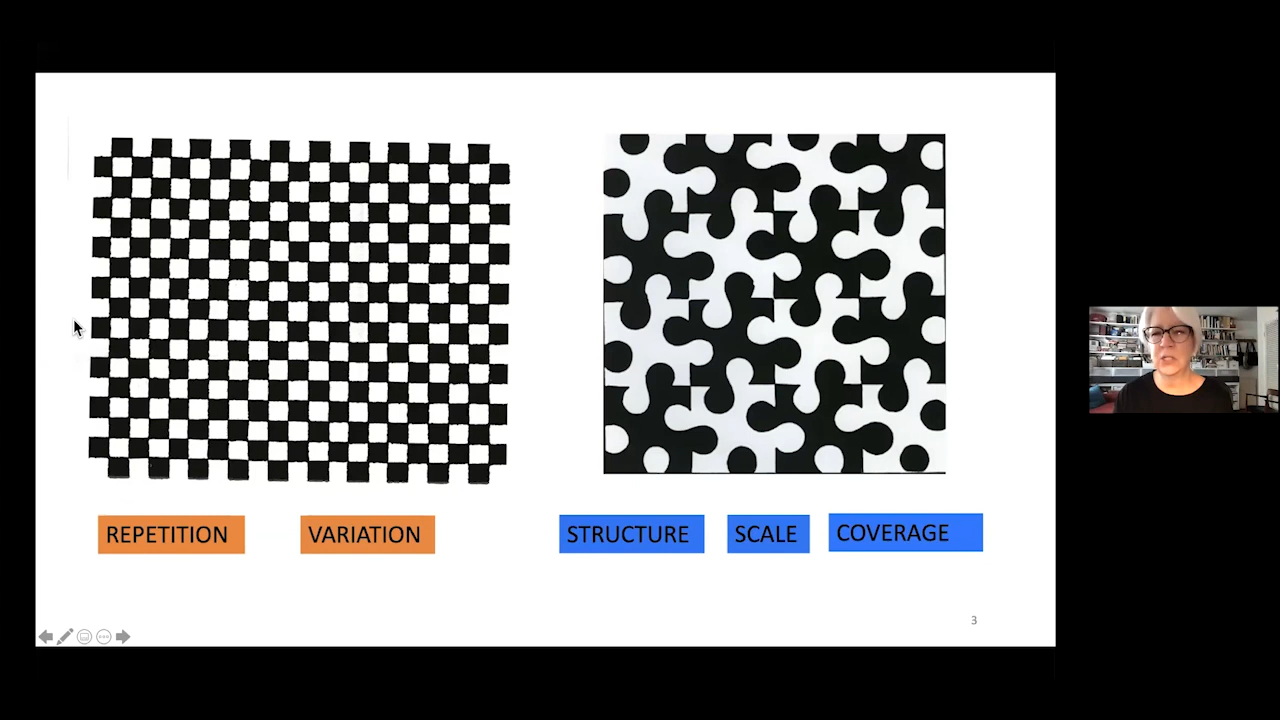 REPETITION
VARIATION
STRUCTURE
SCALE
COVERAGE
3